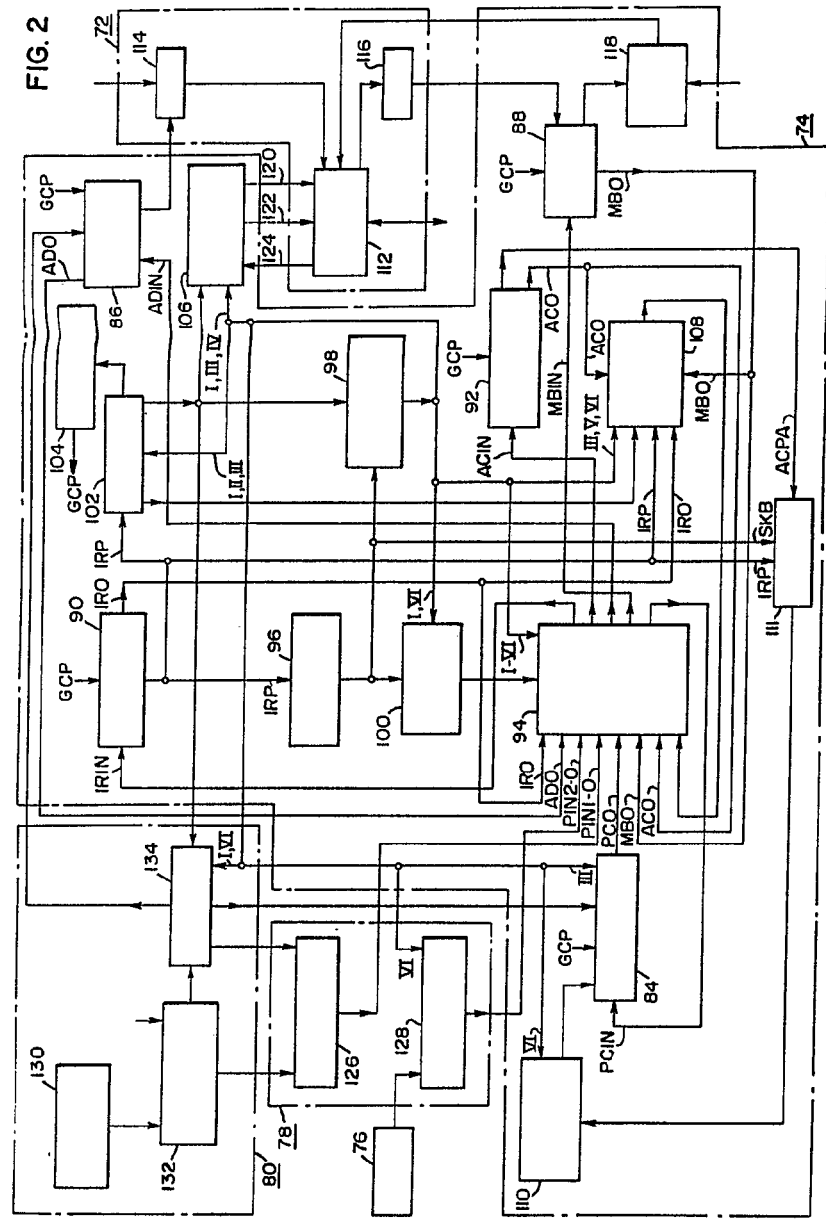 FIG. 2
72
114
116
118
74
GCP
ADO
86
ADIN
106
120
122
124
112
GCP
88
MBO
104
GCP
102
IRP
I, II, III
I, III, IV
98
92
GCP
ACIN
MBIN
ACO
ACO
108
MBO
III, V, VI
IRP
IRO
ACPA
SKB
IRP
111
GCP
90
IRO
IRIN
IRP
96
100
I, VI
I-VI
94
IRO
ADO
PIN2-O
PIN1-O
PCO
MBO
ACO
134
I, VI
130
132
80
126
78
128
VI
76
III
GCP
84
PCIN
VI
110